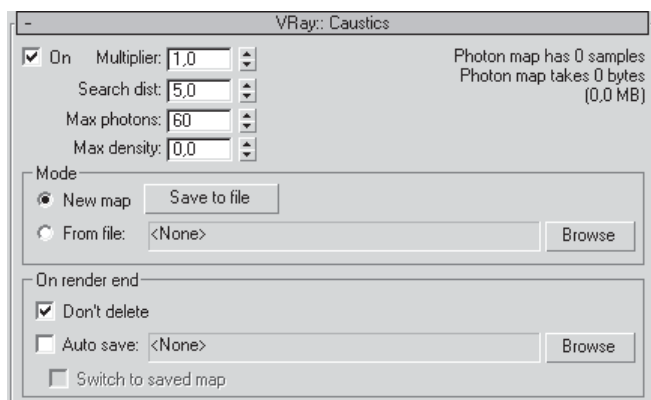 - VRay:: Caustics
On Multiplier: 1,0 Photon map has 0 samples
Search dist: 5,0 Photon map takes 0 bytes
(0,0 MB)
Max photons: 60
Max density: 0,0
Mode
New map Save to file
From file: <None> Browse
On render end
Don't delete
Auto save: <None> Browse
Switch to saved map